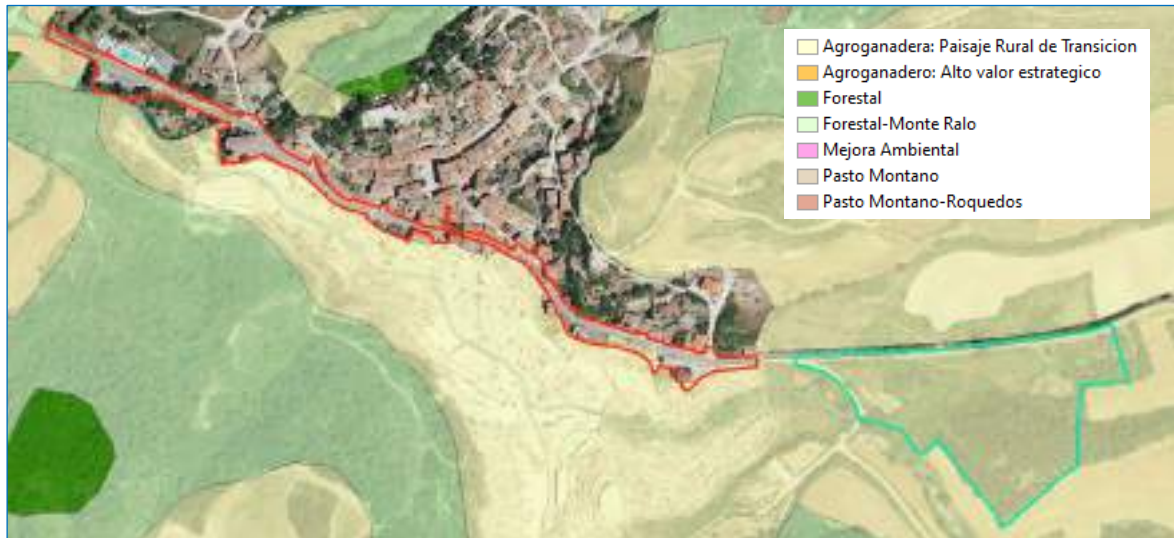 Agroganadera: Paisaje Rural de Transicion
Agroganadero: Alto valor estrategico
Forestal
Forestal-Monte Ralo
Mejora Ambiental
Pasto Montano
Pasto Montano-Roquedos